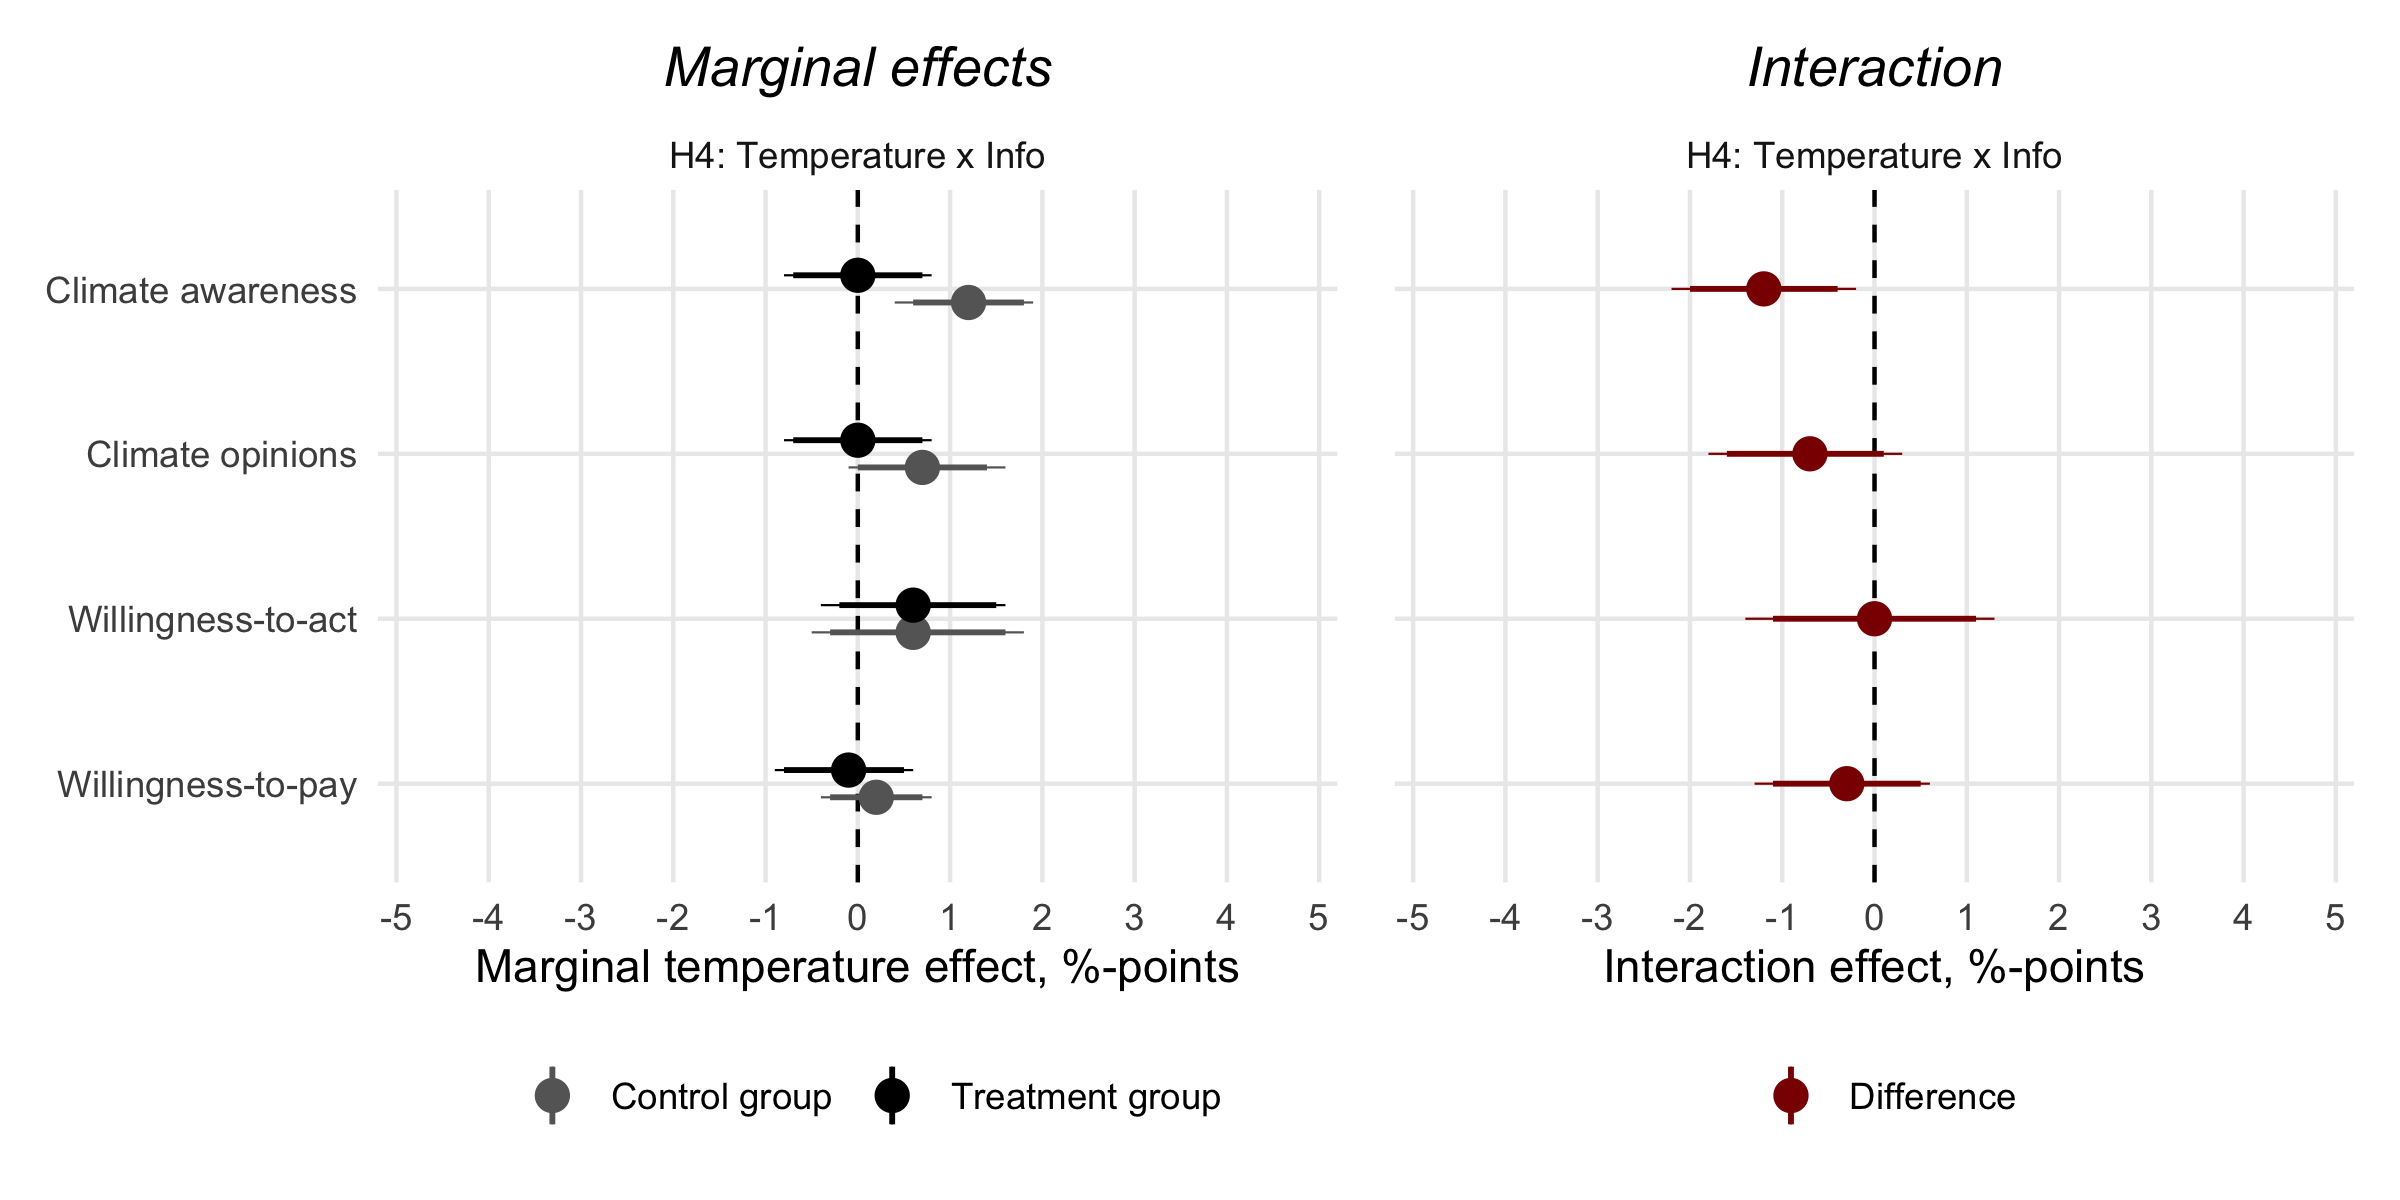 Marginal effects
Interaction
H4: Temperature x Info
H4: Temperature x Info
Climate awareness
Climate opinions
Willingness-to-act
Willingness-to-pay
-5 -4 -3 -2 -1 0 1 2 3 4 5
-5 -4 -3 -2 -1 0 1 2 3 4 5
Marginal temperature effect, %-points
Interaction effect, %-points
Control group
Treatment group
Difference